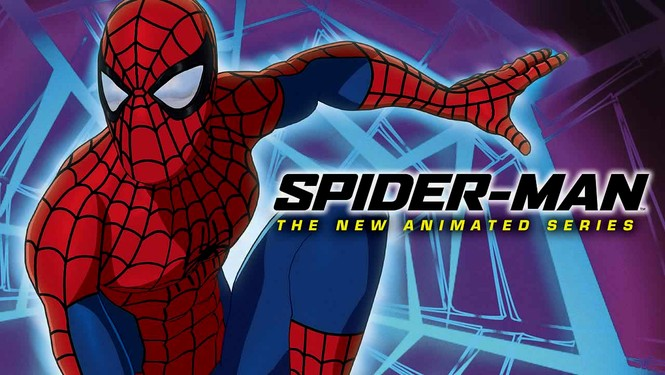 SPIDER-MAN
THE NEW ANIMATED SERIES